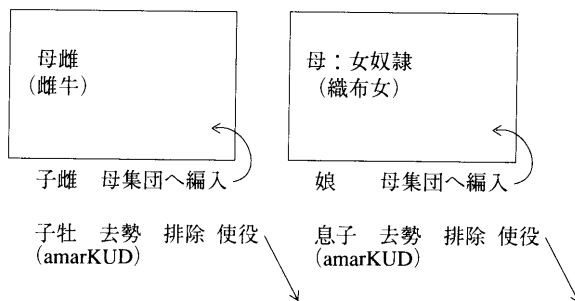 母雌
(雌牛)
子雌　母集団へ編入
子牡　去勢　排除 使役
(amarKUD)
母：女奴隷
(織布女)
娘　母集団へ編入
息子　去勢　排除 使役
(amarKUD)